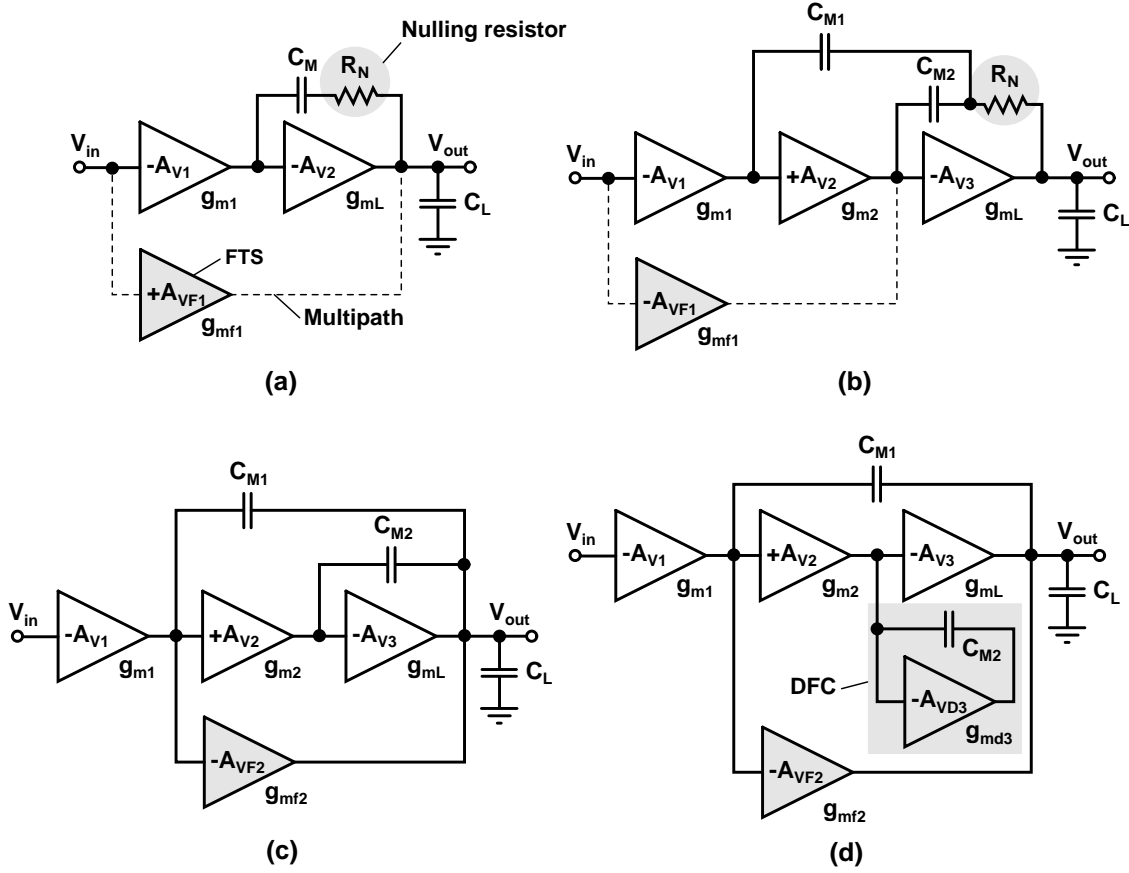 Nulling resistor
C_M
R_N
V_in
-A_V1
g_m1
-A_V2
g_mL
V_out
C_L
FTS
+A_VF1
g_mf1
Multipath
(a)
C_M1
C_M2
R_N
V_in
-A_V1
g_m1
+A_V2
g_m2
-A_V3
g_mL
V_out
C_L
-A_VF1
g_mf1
(b)
C_M1
C_M2
V_in
-A_V1
g_m1
+A_V2
g_m2
-A_V3
g_mL
V_out
C_L
-A_VF2
g_mf2
(c)
C_M1
V_in
-A_V1
g_m1
+A_V2
g_m2
-A_V3
g_mL
V_out
C_L
C_M2
DFC
-A_VD3
g_md3
-A_VF2
g_mf2
(d)